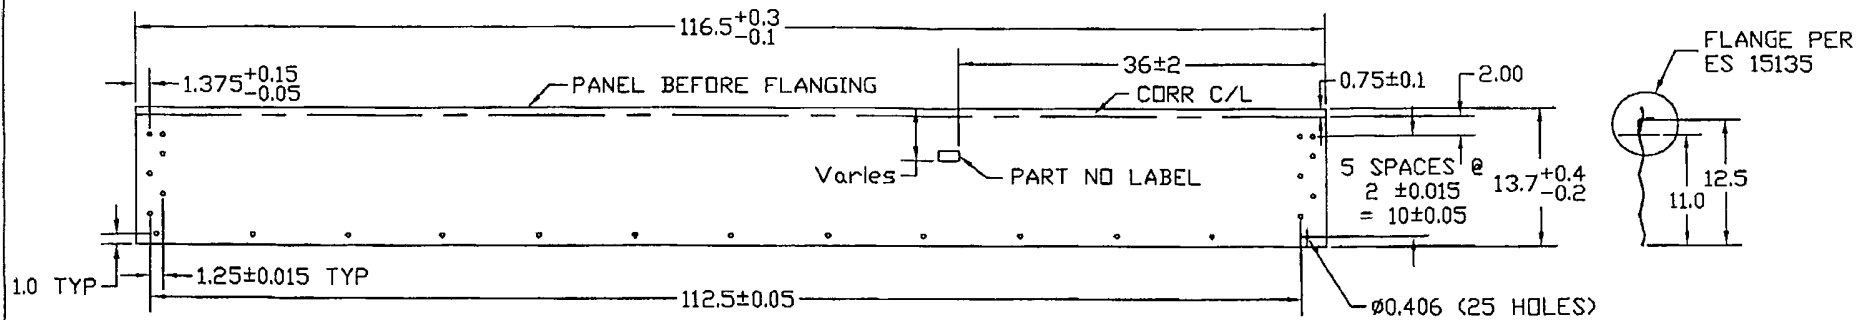 116.5+0.3
-0.1
FLANGE PER
ES 15135
36±2
1.375+0.15
-0.05
PANEL BEFORE FLANGING
CORR C/L
0.75±0.1
2.00
Varies
PART NO LABEL
5 SPACES @
2 ±0.015
= 10±0.05
13.7+0.4
-0.2
11.0
12.5
1.0 TYP
1.25±0.015 TYP
112.5±0.05
ø0.406 (25 HOLES)